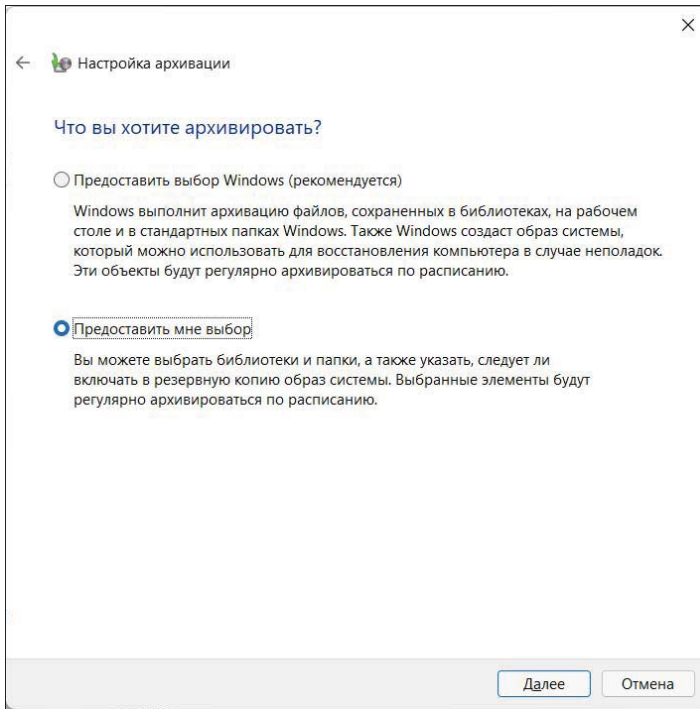 Настройка архивации
Что вы хотите архивировать?
Предоставить выбор Windows (рекомендуется)
Windows выполнит архивацию файлов, сохраненных в библиотеках, на рабочем
столе и в стандартных папках Windows. Также Windows создаст образ системы,
который можно использовать для восстановления компьютера в случае неполадок.
Эти объекты будут регулярно архивироваться по расписанию.
Предоставить мне выбор
Вы можете выбрать библиотеки и папки, а также указать, следует ли
включать в резервную копию образ системы. Выбранные элементы будут
регулярно архивироваться по расписанию.
Далее Отмена